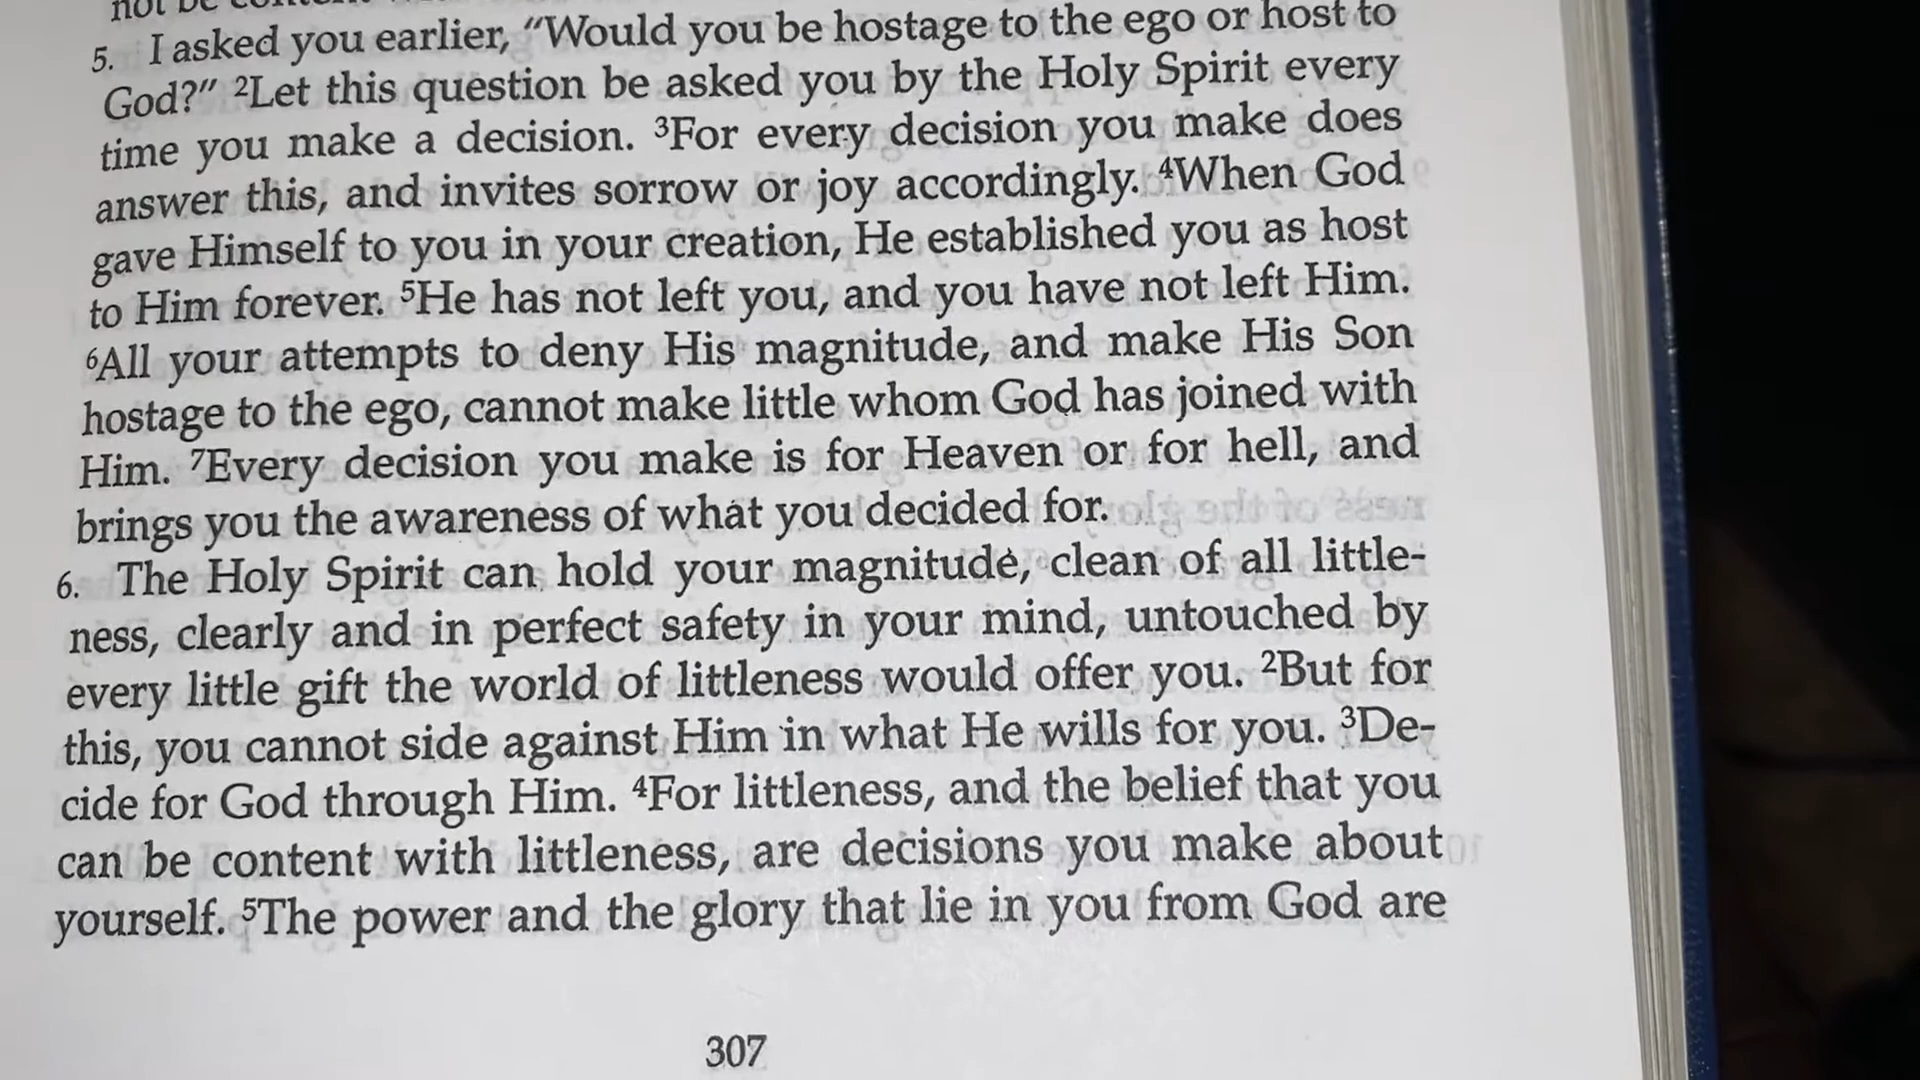 not be content
5. I asked you earlier, “Would you be hostage to the ego or host to
God?” ²Let this question be asked you by the Holy Spirit every
time you make a decision. ³For every decision you make does
answer this, and invites sorrow or joy accordingly. ⁴When God
gave Himself to you in your creation, He established you as host
to Him forever. ⁵He has not left you, and you have not left Him.
⁶All your attempts to deny His magnitude, and make His Son
hostage to the ego, cannot make little whom God has joined with
Him. ⁷Every decision you make is for Heaven or for hell, and
brings you the awareness of what you decided for.
6. The Holy Spirit can hold your magnitude, clean of all little-
ness, clearly and in perfect safety in your mind, untouched by
every little gift the world of littleness would offer you. ²But for
this, you cannot side against Him in what He wills for you. ³De-
cide for God through Him. ⁴For littleness, and the belief that you
can be content with littleness, are decisions you make about
yourself. ⁵The power and the glory that lie in you from God are
307